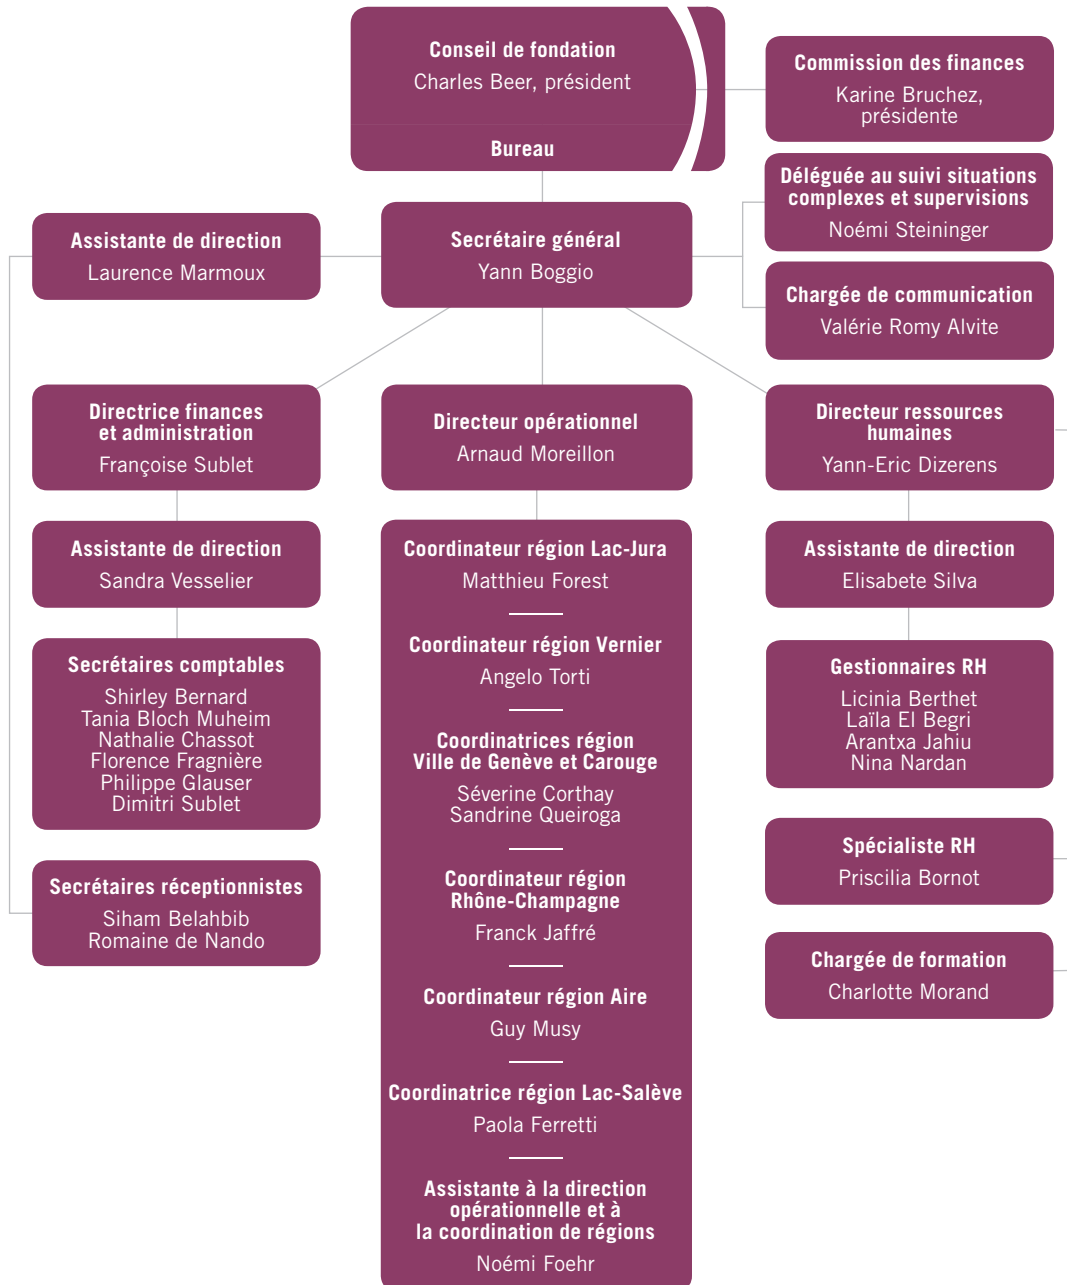 Conseil de fondation
Charles Beer, président
Bureau
Commission des finances
Karine Bruchez,
présidente
Déléguée au suivi situations
complexes et supervisions
Noémi Steininger
Assistante de direction
Laurence Marmoux
Secrétaire général
Yann Boggio
Chargée de communication
Valérie Romy Alvite
Directrice finances
et administration
Françoise Sublet
Directeur opérationnel
Arnaud Moreillon
Directeur ressources
humaines
Yann-Eric Dizerens
Assistante de direction
Sandra Vesselier
Secrétaires comptables
Shirley Bernard
Tania Bloch Muheim
Nathalie Chassot
Florence Fragnière
Philippe Glauser
Dimitri Sublet
Secrétaires réceptionnistes
Siham Belahbib
Romaine de Nando
Coordinateur région Lac-Jura
Matthieu Forest
Coordinateur région Vernier
Angelo Torti
Coordinatrices région
Ville de Genève et Carouge
Séverine Corthay
Sandrine Queiroga
Coordinateur région
Rhône-Champagne
Franck Jaffré
Coordinateur région Aire
Guy Musy
Coordinatrice région Lac-Salève
Paola Ferretti
Assistante à la direction
opérationnelle et à
la coordination de régions
Noémi Foehr
Assistante de direction
Elisabete Silva
Gestionnaires RH
Licinia Berthet
Laïla El Begri
Arantxa Jahiu
Nina Nardan
Spécialiste RH
Priscilia Bornot
Chargée de formation
Charlotte Morand